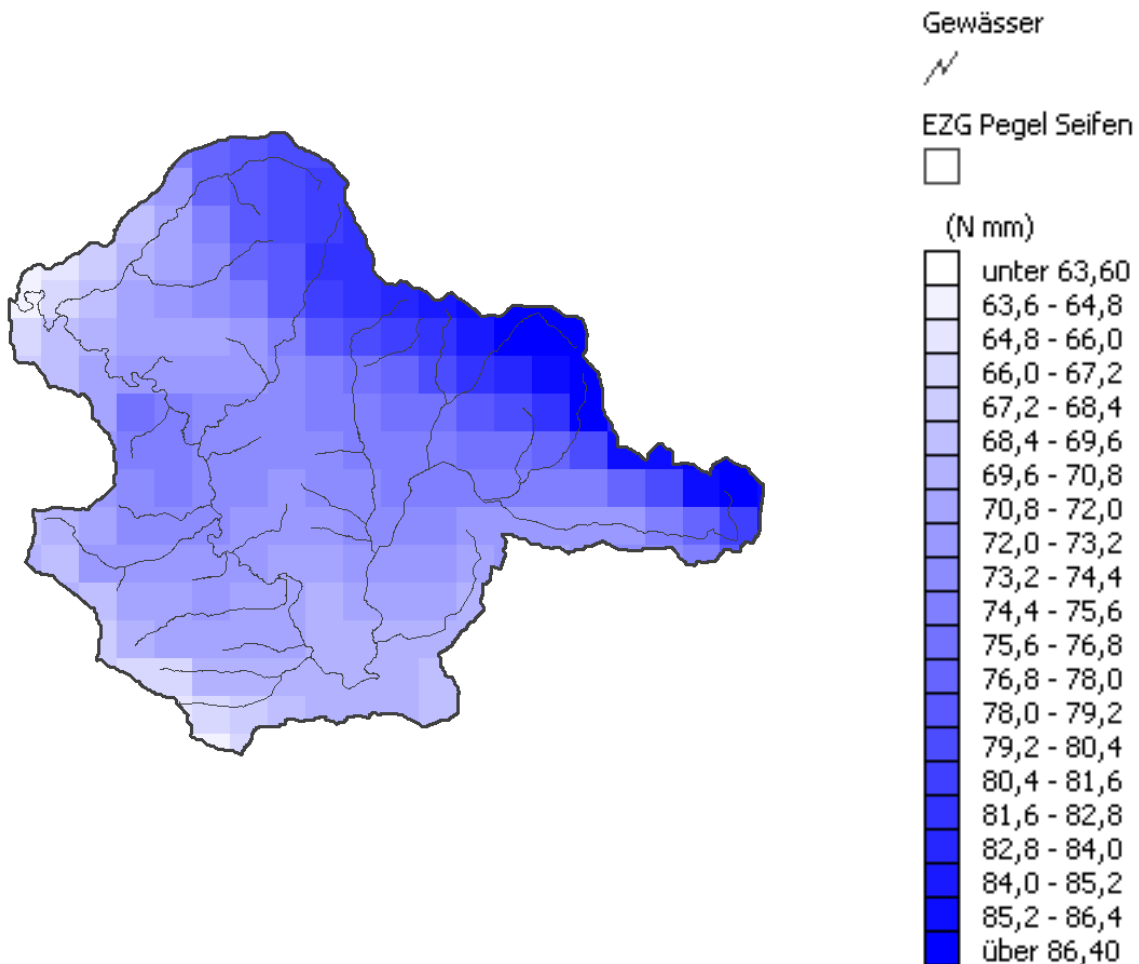 Gewässer
EZG Pegel Seifen
(N mm)
unter 63,60
63,6 - 64,8
64,8 - 66,0
66,0 - 67,2
67,2 - 68,4
68,4 - 69,6
69,6 - 70,8
70,8 - 72,0
72,0 - 73,2
73,2 - 74,4
74,4 - 75,6
75,6 - 76,8
76,8 - 78,0
78,0 - 79,2
79,2 - 80,4
80,4 - 81,6
81,6 - 82,8
82,8 - 84,0
84,0 - 85,2
85,2 - 86,4
über 86,40